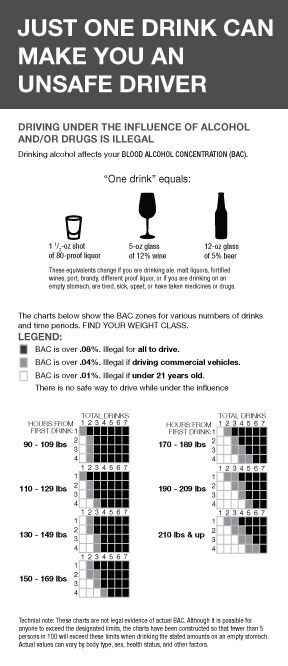 JUST ONE DRINK CAN
MAKE YOU AN
UNSAFE DRIVER
DRIVING UNDER THE INFLUENCE OF ALCOHOL
AND/OR DRUGS IS ILLEGAL
Drinking alcohol affects your BLOOD ALCOHOL CONCENTRATION (BAC).
“One drink” equals:
1 1/2-oz shot
of 80-proof liquor
5-oz glass
of 12% wine
12-oz glass
of 5% beer
These equivalents change if you are drinking ale, malt liquors, fortified
wines, port, brandy, different proof liquor, or if you are drinking on an
empty stomach, are tired, sick, upset, or have taken medicines or drugs.
The charts below show the BAC zones for various numbers of drinks
and time periods. FIND YOUR WEIGHT CLASS.
LEGEND:
BAC is over .08%. Illegal for all to drive.
BAC is over .04%. Illegal if driving commercial vehicles.
BAC is over .01%. Illegal if under 21 years old.
There is no safe way to drive while under the influence
TOTAL DRINKS
HOURS FROM
FIRST DRINK
1 2 3 4 5 6 7
90 - 109 lbs
1
2
3
4
1 2 3 4 5 6 7
110 - 129 lbs
1
2
3
4
1 2 3 4 5 6 7
130 - 149 lbs
1
2
3
4
1 2 3 4 5 6 7
150 - 169 lbs
1
2
3
4
TOTAL DRINKS
HOURS FROM
FIRST DRINK
1 2 3 4 5 6 7
170 - 189 lbs
1
2
3
4
1 2 3 4 5 6 7
190 - 209 lbs
1
2
3
4
1 2 3 4 5 6 7
210 lbs & up
1
2
3
4
Technial note: These charts are not legal evidence of actual BAC. Although it is possible for
anyone to exceed the designated limits, the charts have been constructed so that fewer than 5
persons in 100 will exceed these limits when drinking the stated amounts on an empty stomach.
Actual values can vary by body type, sex, health status, and other factors.